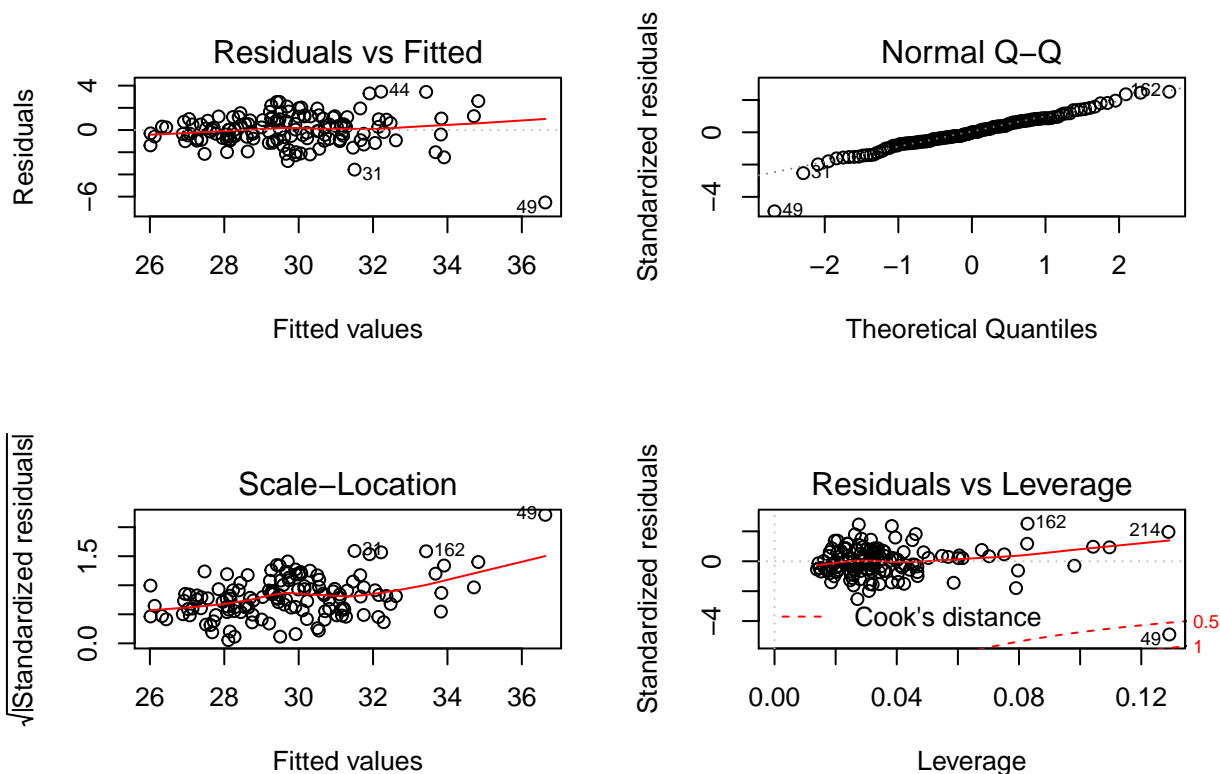 Residuals vs Fitted
Residuals
4
0
−6
44
31
49
26 28 30 32 34 36
Fitted values
Normal Q−Q
Standardized residuals
0
−4
162
31
49
−2 −1 0 1 2
Theoretical Quantiles
Scale−Location
√|Standardized residuals|
1.5
0.0
49
31
162
26 28 30 32 34 36
Fitted values
Residuals vs Leverage
Standardized residuals
0
−4
162
214
49
Cook's distance
0.5
1
0.00 0.04 0.08 0.12
Leverage